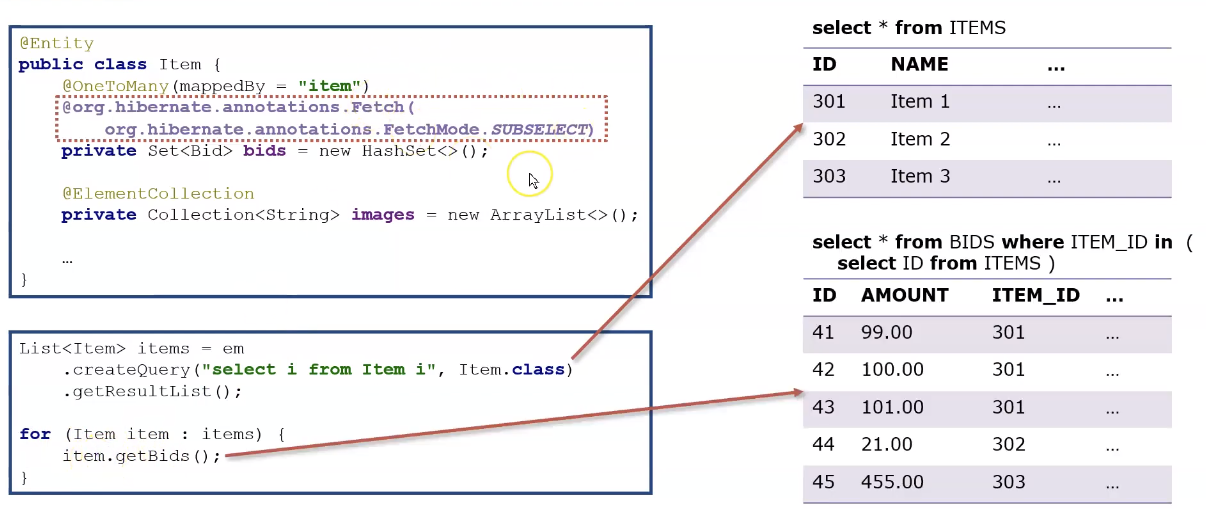 @Entity
public class Item {
@OneToMany(mappedBy = "item")
@org.hibernate.annotations.Fetch(
org.hibernate.annotations.FetchMode.SUBSELECT)
private Set<Bid> bids = new HashSet<>();
@ElementCollection
private Collection<String> images = new ArrayList<>();
…
}
List<Item> items = em
.createQuery("select i from Item i", Item.class)
.getResultList();
for (Item item : items) {
item.getBids();
}
select * from ITEMS
ID NAME …
301 Item 1 …
302 Item 2 …
303 Item 3 …
select * from BIDS where ITEM_ID in (
select ID from ITEMS )
ID AMOUNT ITEM_ID …
41 99.00 301 …
42 100.00 301 …
43 101.00 301 …
44 21.00 302 …
45 455.00 303 …